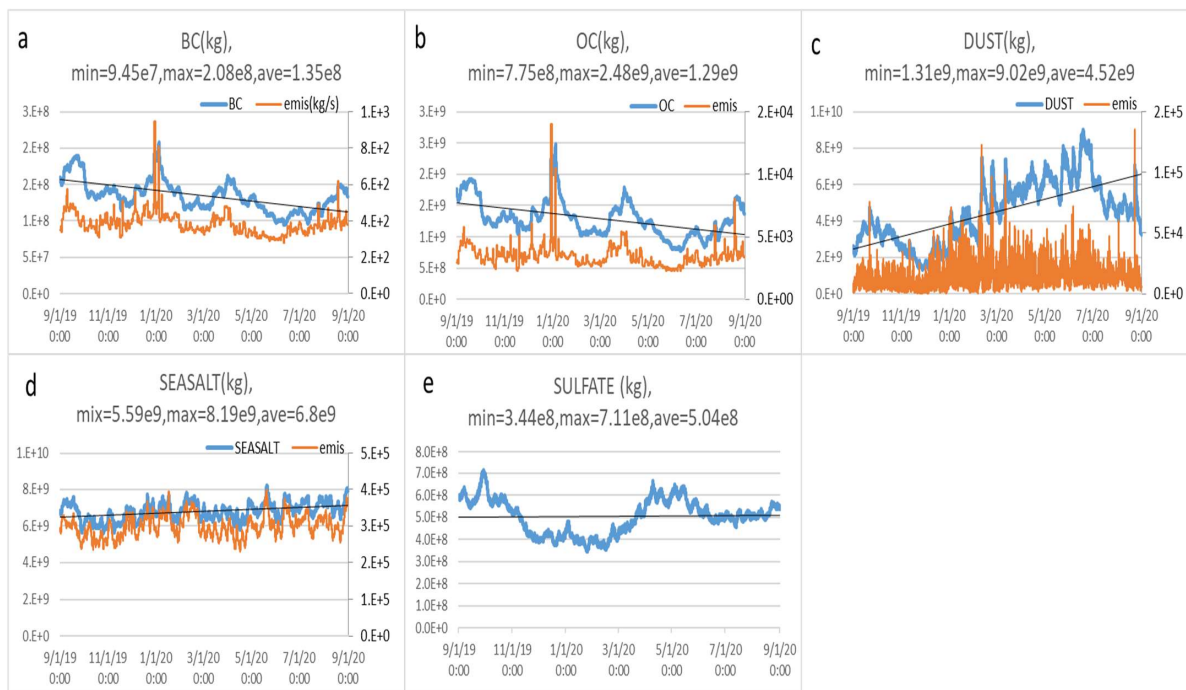 a
BC(kg),
min=9.45e7,max=2.08e8,ave=1.35e8
BC emis(kg/s)
3.E+8 1.E+3
2.E+8 8.E+2
2.E+8 6.E+2
1.E+8 4.E+2
5.E+7 2.E+2
0.E+0 0.E+0
9/1/19 11/1/19 1/1/20 3/1/20 5/1/20 7/1/20 9/1/20
0:00 0:00 0:00 0:00 0:00 0:00 0:00
b
OC(kg),
min=7.75e8,max=2.48e9,ave=1.29e9
OC emis
3.E+9 2.E+04
3.E+9
2.E+9 1.E+04
2.E+9
1.E+9 5.E+03
5.E+8
0.E+0 0.E+00
9/1/19 11/1/19 1/1/20 3/1/20 5/1/20 7/1/20 9/1/20
0:00 0:00 0:00 0:00 0:00 0:00 0:00
c
DUST(kg),
min=1.31e9,max=9.02e9,ave=4.52e9
DUST emis
1.E+10 2.E+5
8.E+9
6.E+9 1.E+5
4.E+9 5.E+4
2.E+9
0.E+0 0.E+0
9/1/19 11/1/19 1/1/20 3/1/20 5/1/20 7/1/20 9/1/20
0:00 0:00 0:00 0:00 0:00 0:00 0:00
d
SEASALT(kg),
mix=5.59e9,max=8.19e9,ave=6.8e9
SEASALT emis
1.E+10 5.E+5
8.E+9 4.E+5
6.E+9 3.E+5
4.E+9 2.E+5
2.E+9 1.E+5
0.E+0 0.E+0
9/1/19 11/1/19 1/1/20 3/1/20 5/1/20 7/1/20 9/1/20
0:00 0:00 0:00 0:00 0:00 0:00 0:00
e
SULFATE (kg),
min=3.44e8,max=7.11e8,ave=5.04e8
8.0E+8
7.0E+8
6.0E+8
5.0E+8
4.0E+8
3.0E+8
2.0E+8
1.0E+8
0.0E+0
9/1/19 11/1/19 1/1/20 3/1/20 5/1/20 7/1/20 9/1/20
0:00 0:00 0:00 0:00 0:00 0:00 0:00